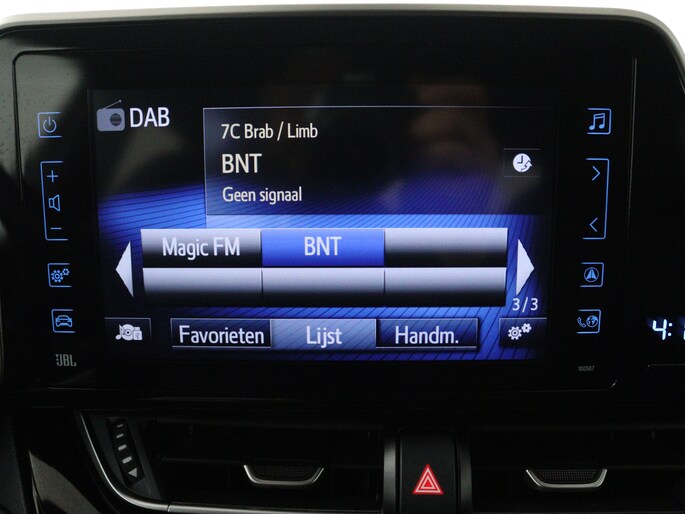 DAB
7C Brab / Limb
BNT
Geen signaal
Magic FM
BNT
3/3
Favorieten
Lijst
Handm.
JBL